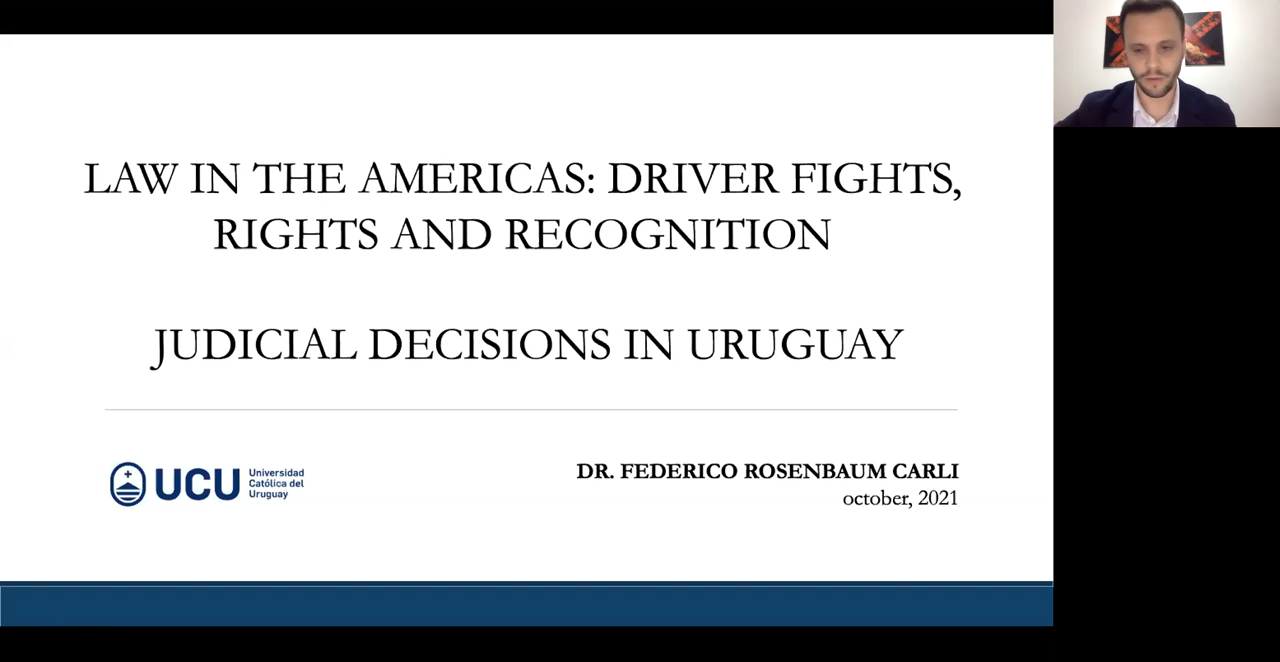 LAW IN THE AMERICAS: DRIVER FIGHTS,
RIGHTS AND RECOGNITION
JUDICIAL DECISIONS IN URUGUAY
UCU
Universidad
Católica del
Uruguay
DR. FEDERICO ROSENBAUM CARLI
october, 2021